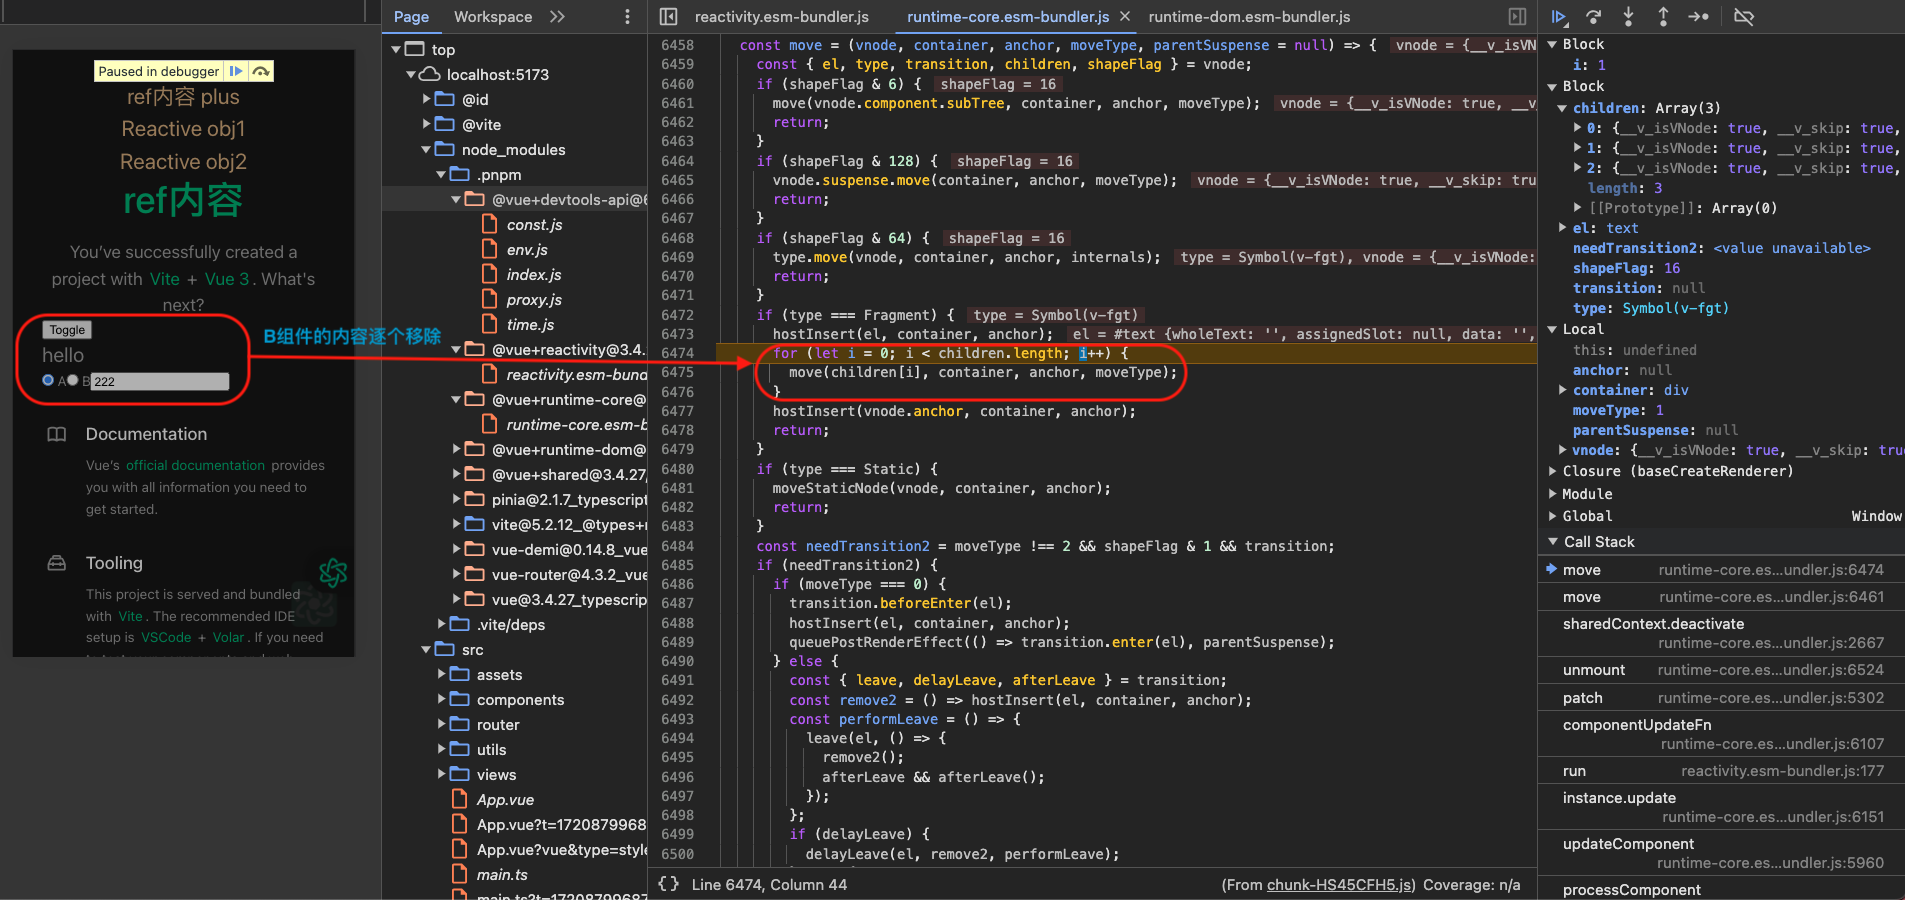 Paused in debugger
ref内容 plus
Reactive obj1
Reactive obj2
ref内容
You've successfully created a
project with Vite + Vue 3. What's
next?
Toggle
hello
A B 222
B组件的内容逐个移除
Documentation
Vue's official documentation provides
you with all information you need to
get started.
Tooling
This project is served and bundled
with Vite. The recommended IDE
setup is VSCode + Volar. If you need
Page Workspace
top
localhost:5173
@id
@vite
node_modules
.pnpm
@vue+devtools-api@6
const.js
env.js
index.js
proxy.js
time.js
@vue+reactivity@3.4.
reactivity.esm-bund
@vue+runtime-core@
runtime-core.esm-b
@vue+runtime-dom@
@vue+shared@3.4.27
pinia@2.1.7_typescript
vite@5.2.12_@types+
vue-demi@0.14.8_vue
vue-router@4.3.2_vue
vue@3.4.27_typescrip
.vite/deps
src
assets
components
router
utils
views
App.vue
App.vue?t=1720879968
App.vue?vue&type=style
main.ts
main.ts?t=17208799687
reactivity.esm-bundler.js runtime-core.esm-bundler.js runtime-dom.esm-bundler.js
6458 const move = (vnode, container, anchor, moveType, parentSuspense = null) => { vnode = {__v_isVN
6459 const { el, type, transition, children, shapeFlag } = vnode;
6460 if (shapeFlag & 6) { shapeFlag = 16
6461 move(vnode.component.subTree, container, anchor, moveType); vnode = {__v_isVNode: true, __v_
6462 return;
6463 }
6464 if (shapeFlag & 128) { shapeFlag = 16
6465 vnode.suspense.move(container, anchor, moveType); vnode = {__v_isVNode: true, __v_skip: tru
6466 return;
6467 }
6468 if (shapeFlag & 64) { shapeFlag = 16
6469 type.move(vnode, container, anchor, internals); type = Symbol(v-fgt), vnode = {__v_isVNode:
6470 return;
6471 }
6472 if (type === Fragment) { type = Symbol(v-fgt)
6473 hostInsert(el, container, anchor); el = #text {wholeText: '', assignedSlot: null, data: '',
6474 for (let i = 0; i < children.length; i++) {
6475 move(children[i], container, anchor, moveType);
6476 }
6477 hostInsert(vnode.anchor, container, anchor);
6478 return;
6479 }
6480 if (type === Static) {
6481 moveStaticNode(vnode, container, anchor);
6482 return;
6483 }
6484 const needTransition2 = moveType !== 2 && shapeFlag & 1 && transition;
6485 if (needTransition2) {
6486 if (moveType === 0) {
6487 transition.beforeEnter(el);
6488 hostInsert(el, container, anchor);
6489 queuePostRenderEffect(() => transition.enter(el), parentSuspense);
6490 } else {
6491 const { leave, delayLeave, afterLeave } = transition;
6492 const remove2 = () => hostInsert(el, container, anchor);
6493 const performLeave = () => {
6494 leave(el, () => {
6495 remove2();
6496 afterLeave && afterLeave();
6497 });
6498 };
6499 if (delayLeave) {
6500 delayLeave(el, remove2, performLeave);
{} Line 6474, Column 44 (From chunk-HS45CFH5.js) Coverage: n/a
Block
i: 1
Block
children: Array(3)
0: {__v_isVNode: true, __v_skip: true,
1: {__v_isVNode: true, __v_skip: true,
2: {__v_isVNode: true, __v_skip: true,
length: 3
[[Prototype]]: Array(0)
el: text
needTransition2: <value unavailable>
shapeFlag: 16
transition: null
type: Symbol(v-fgt)
Local
this: undefined
anchor: null
container: div
moveType: 1
parentSuspense: null
vnode: {__v_isVNode: true, __v_skip: tru
Closure (baseCreateRenderer)
Module
Global Window
Call Stack
move runtime-core.es…undler.js:6474
move runtime-core.es…undler.js:6461
sharedContext.deactivate
runtime-core.es…undler.js:2667
unmount runtime-core.es…undler.js:6524
patch runtime-core.es…undler.js:5302
componentUpdateFn
runtime-core.es…undler.js:6107
run reactivity.esm-bundler.js:177
instance.update
runtime-core.es…undler.js:6151
updateComponent
runtime-core.es…undler.js:5960
processComponent